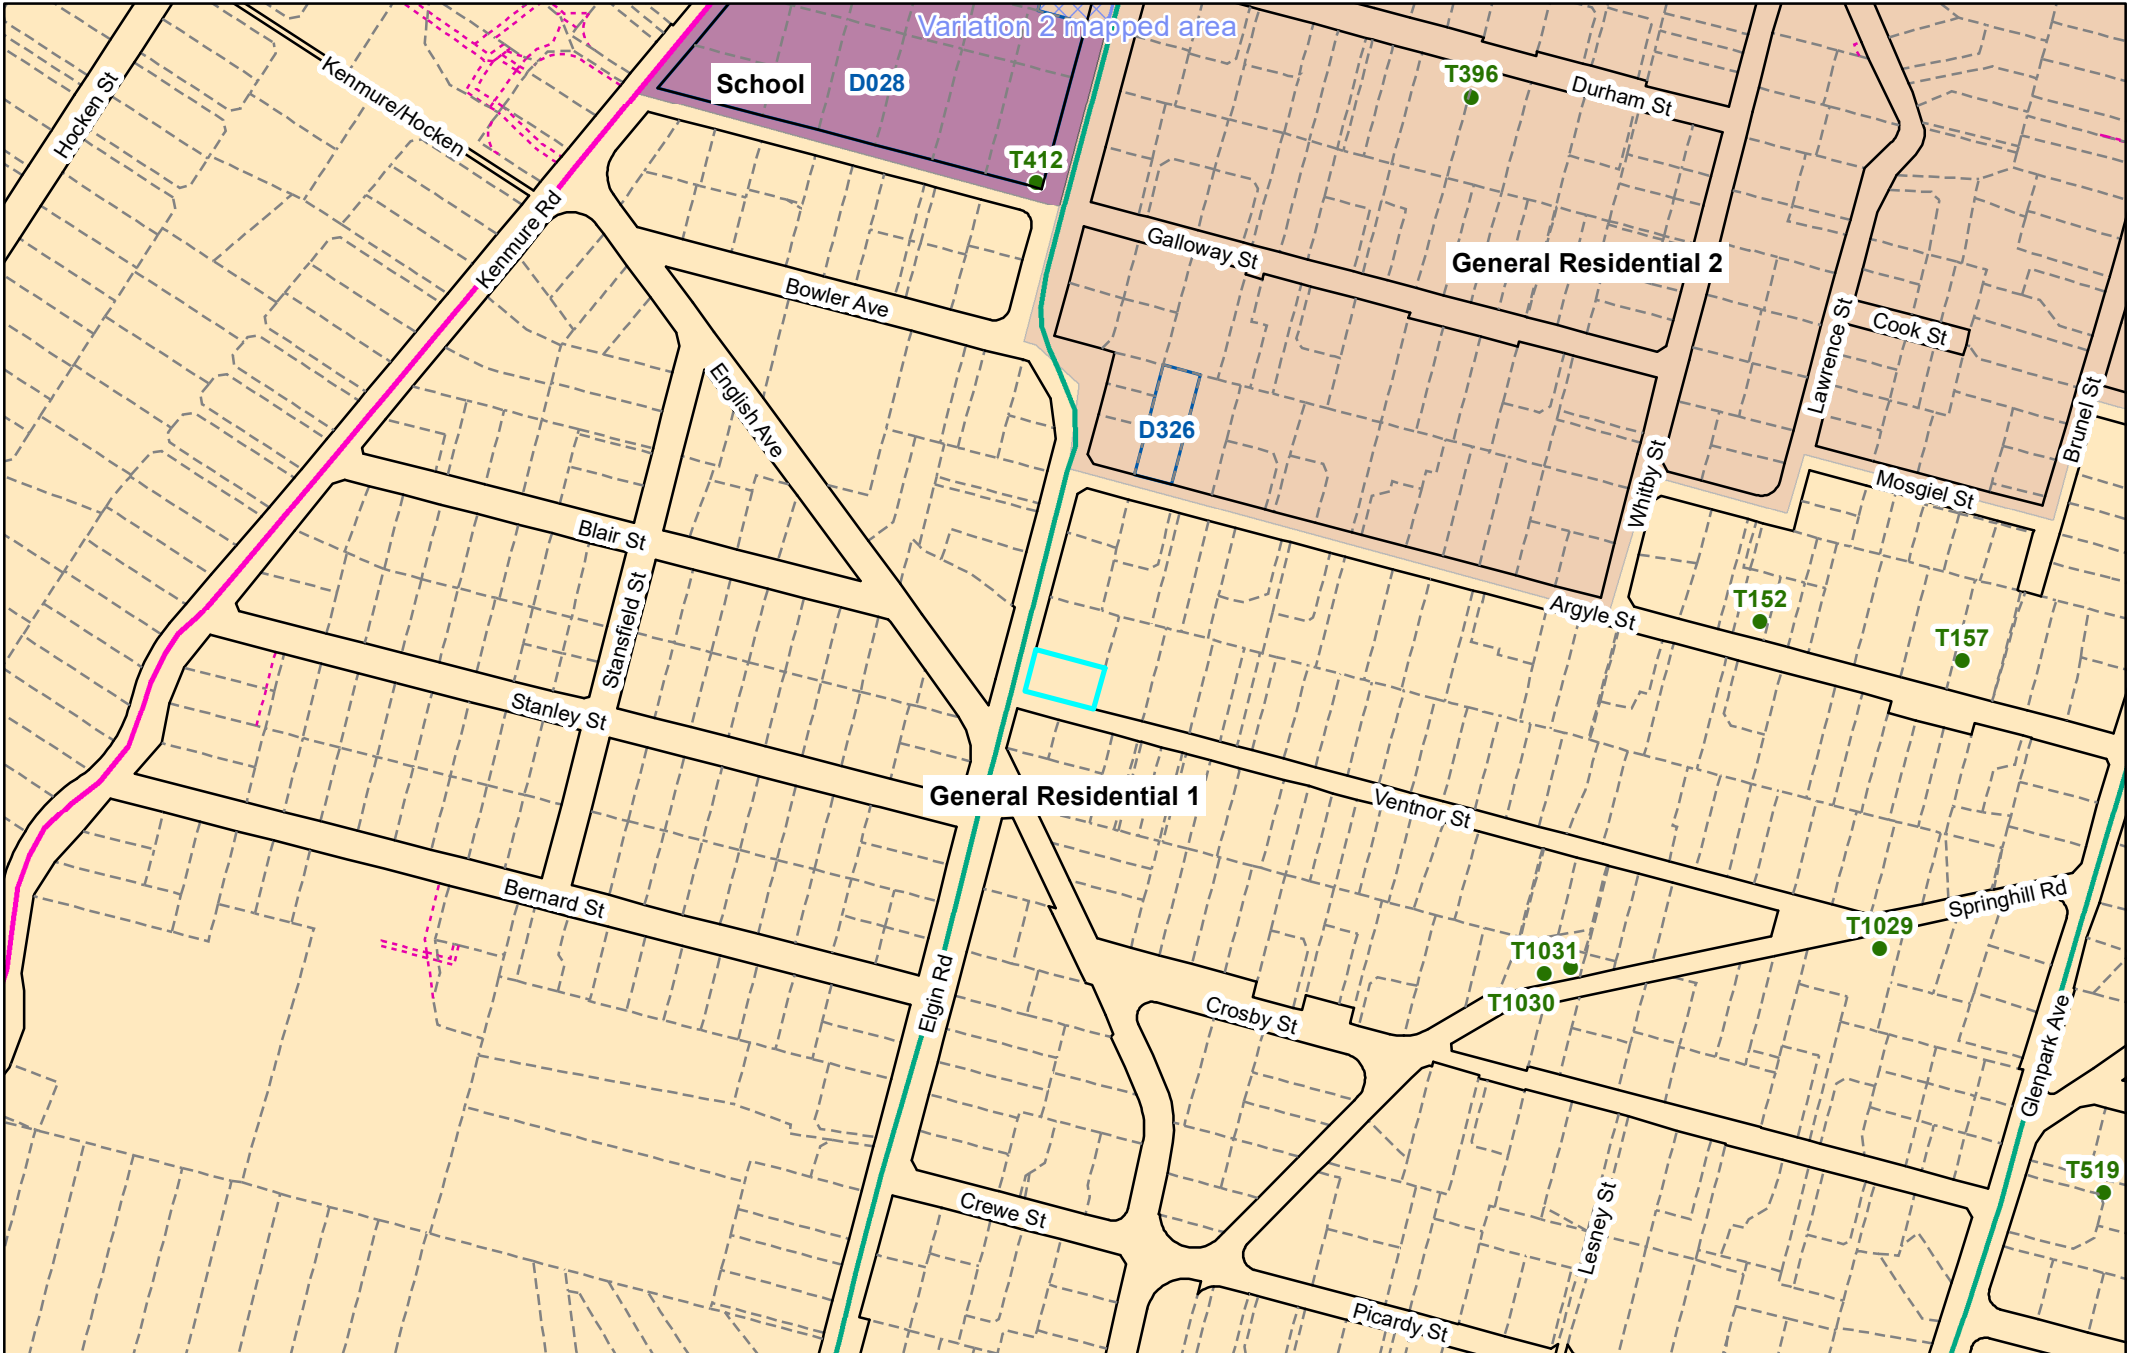 Variation 2 mapped area
School
D028
T396
Durham St
Hocken St
Kenmure/Hocken
T412
Kenmure Rd
Galloway St
General Residential 2
Bowler Ave
Lawrence St
Cook St
English Ave
D326
Brunel St
Whitby St
Mosgiel St
Blair St
Stansfield St
Argyle St
T152
T157
Stanley St
General Residential 1
Ventnor St
Bernard St
Springhill Rd
T1029
T1031
T1030
Elgin Rd
Crosby St
Glenpark Ave
T519
Crewe St
Lesney St
Picardy St